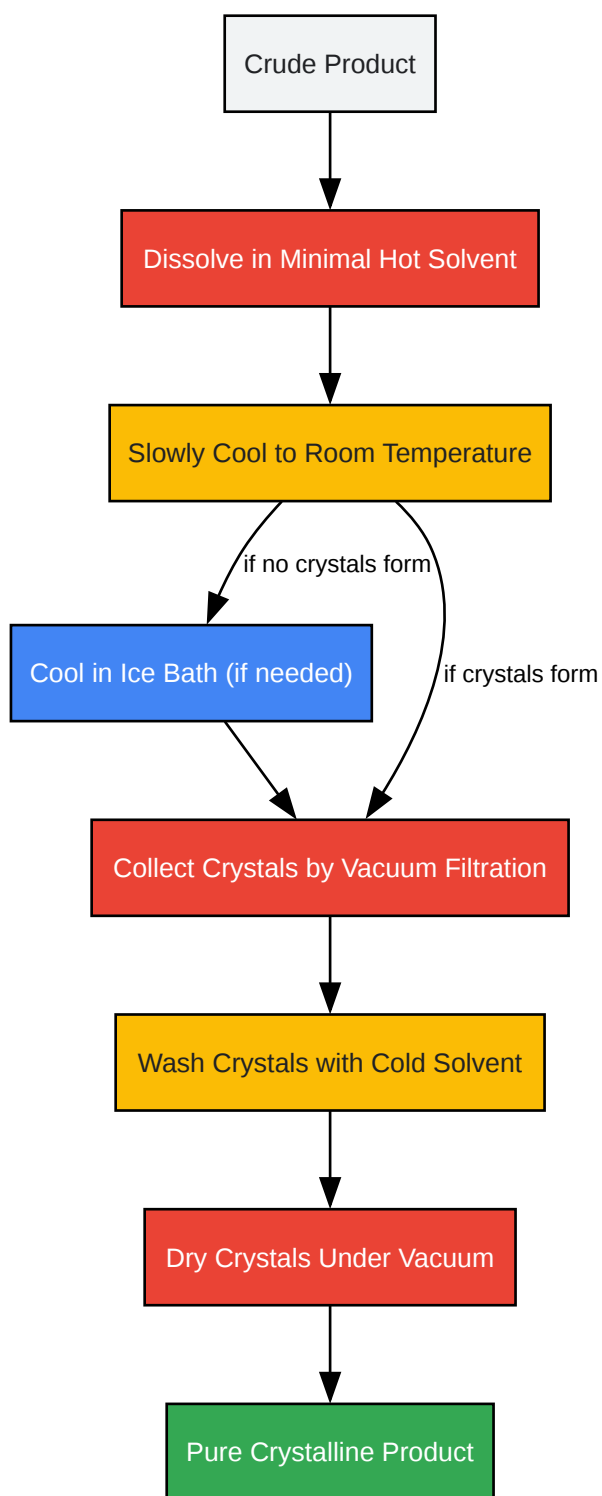 Crude Product
Dissolve in Minimal Hot Solvent
Slowly Cool to Room Temperature
if no crystals form
Cool in Ice Bath (if needed)
if crystals form
Collect Crystals by Vacuum Filtration
Wash Crystals with Cold Solvent
Dry Crystals Under Vacuum
Pure Crystalline Product